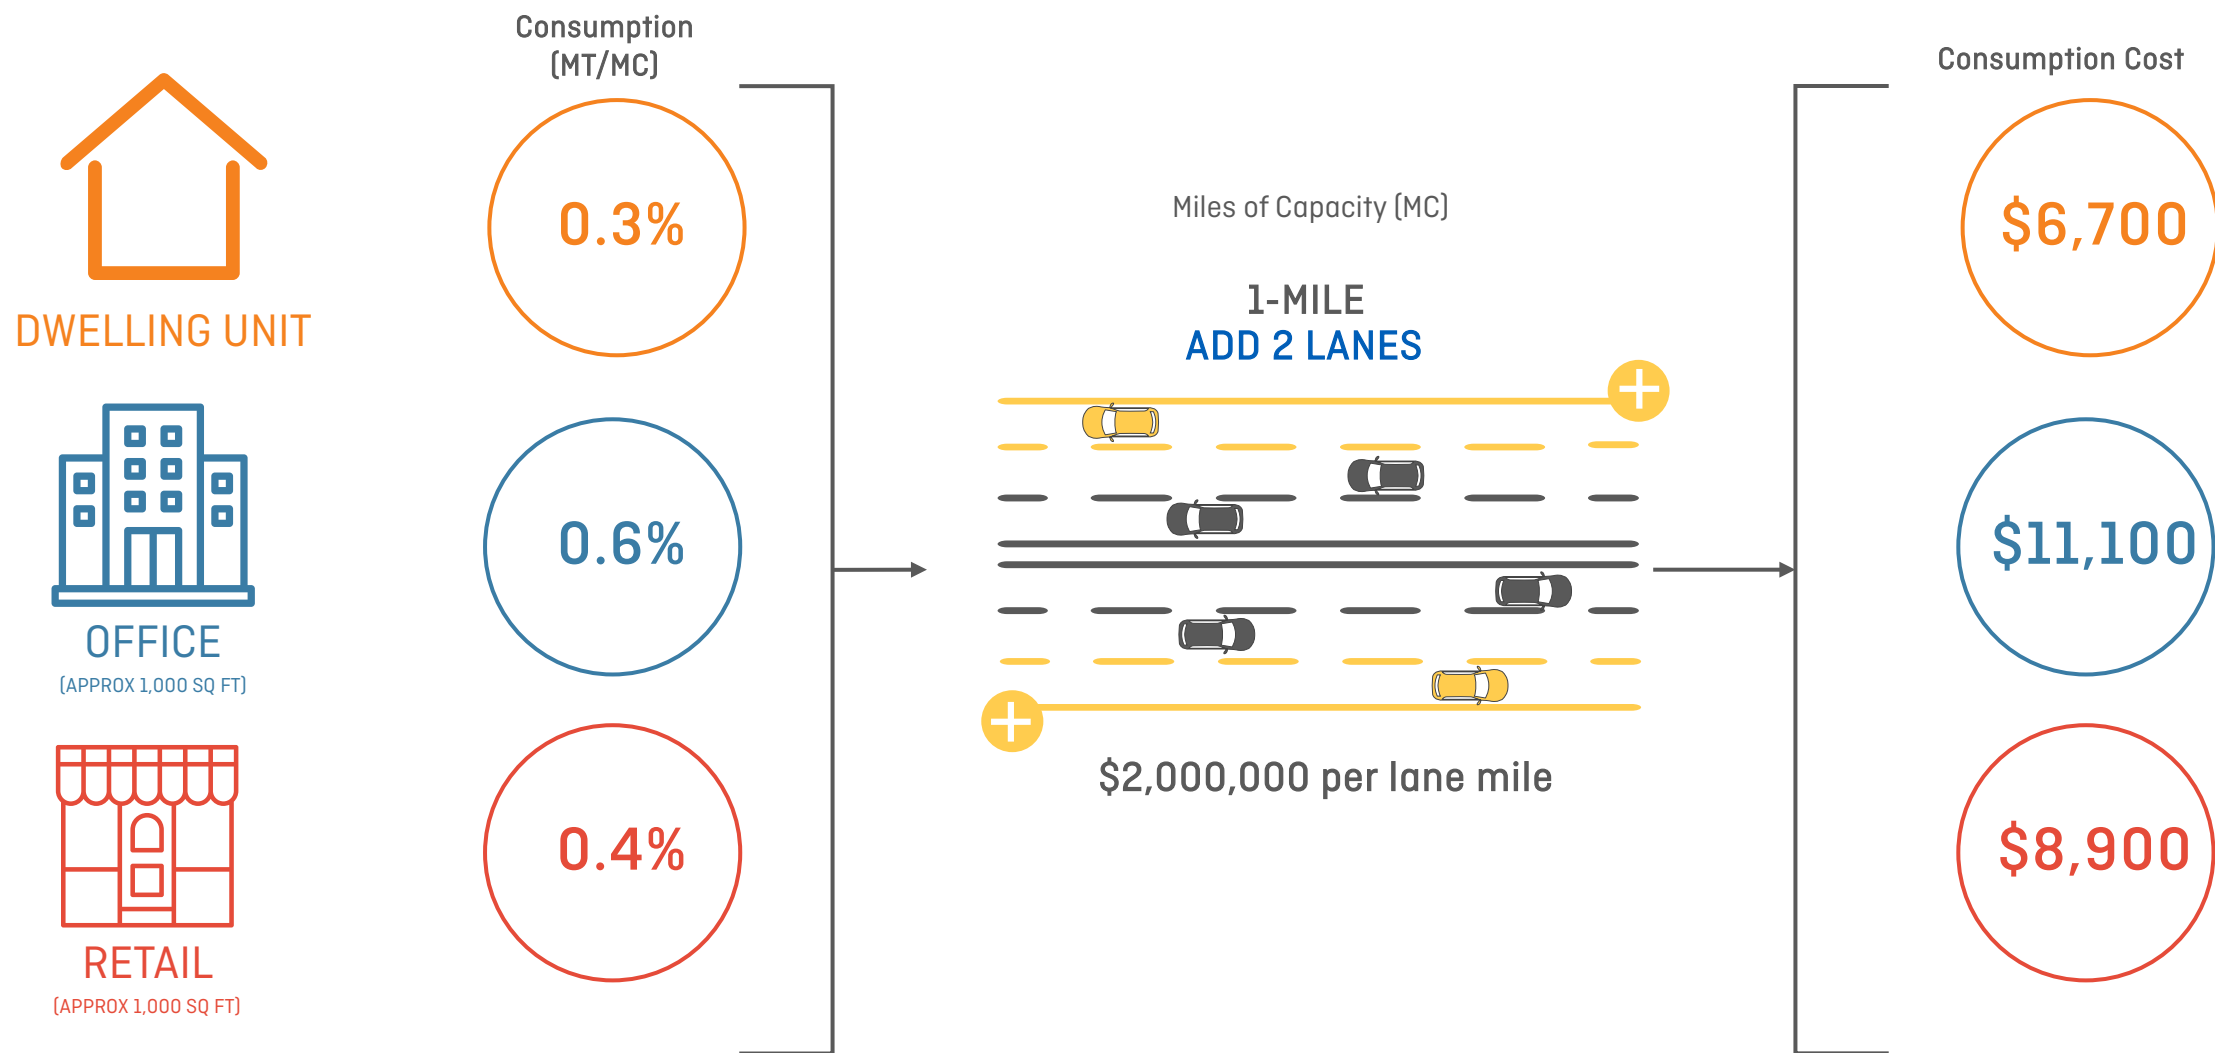 Consumption
(MT/MC)
Consumption Cost
0.3%
$6,700
Miles of Capacity (MC)
1-MILE
ADD 2 LANES
DWELLING UNIT
0.6%
$11,100
OFFICE
(APPROX 1,000 SQ FT)
$2,000,000 per lane mile
0.4%
$8,900
RETAIL
(APPROX 1,000 SQ FT)